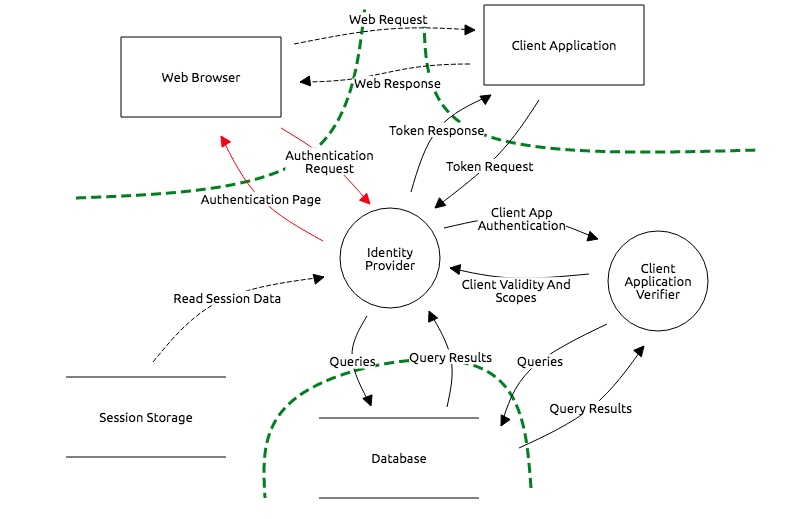 Web Request
Client Application
Web Browser
Web Response
Token Response
Authentication
Request
Token Request
Authentication Page
Client App
Authentication
Identity
Provider
Client
Application
Verifier
Client Validity And
Scopes
Read Session Data
Queries
Query Results
Queries
Query Results
Session Storage
Database